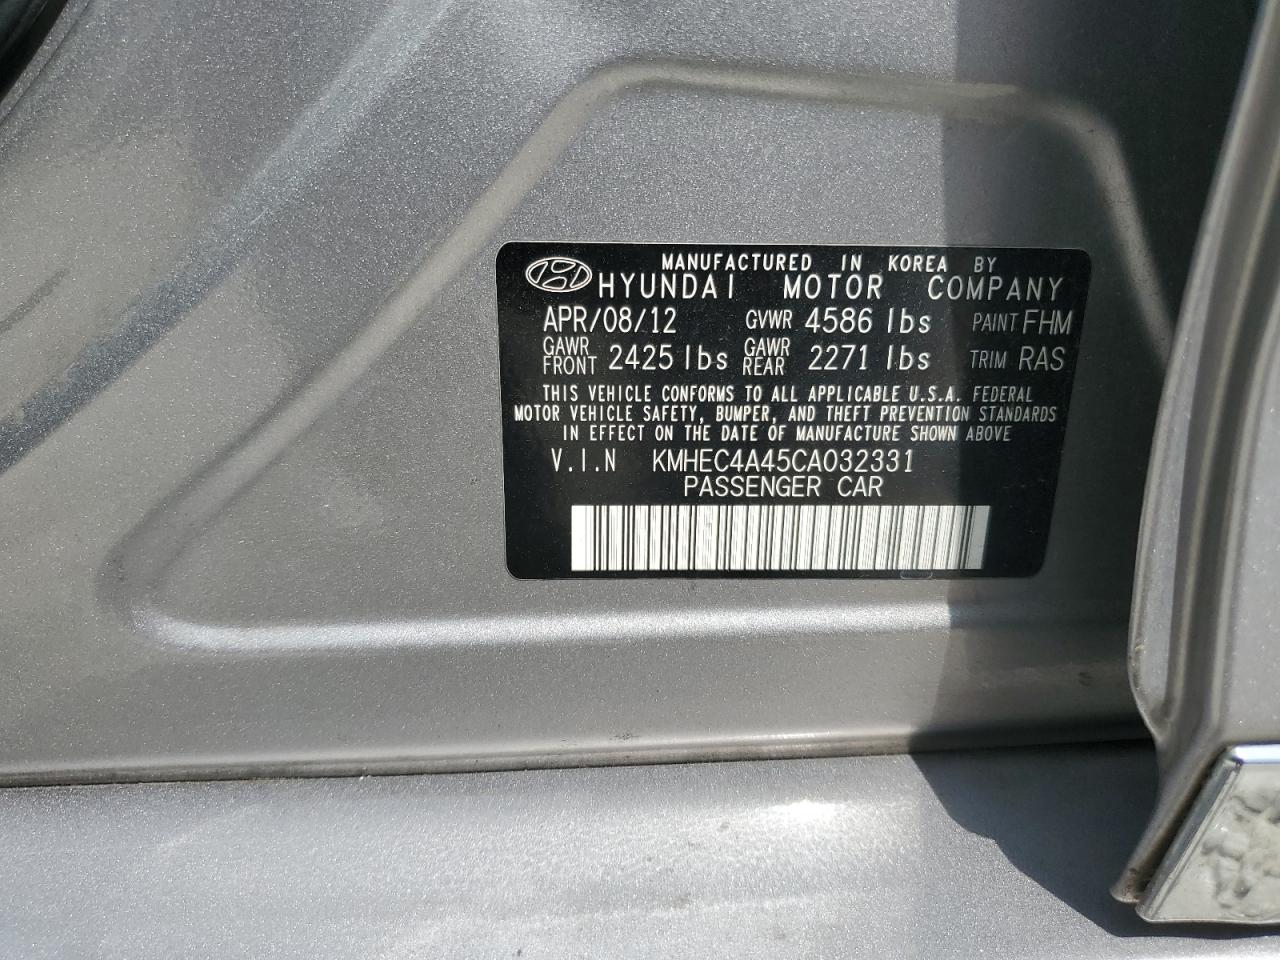 MANUFACTURED IN KOREA BY
HYUNDAI MOTOR COMPANY
APR/08/12 GVWR 4586 lbs PAINT FHM
GAWR FRONT 2425 lbs GAWR REAR 2271 lbs TRIM RAS
THIS VEHICLE CONFORMS TO ALL APPLICABLE U.S.A. FEDERAL
MOTOR VEHICLE SAFETY, BUMPER, AND THEFT PREVENTION STANDARDS
IN EFFECT ON THE DATE OF MANUFACTURE SHOWN ABOVE
V.I.N KMHEC4A45CA032331
PASSENGER CAR